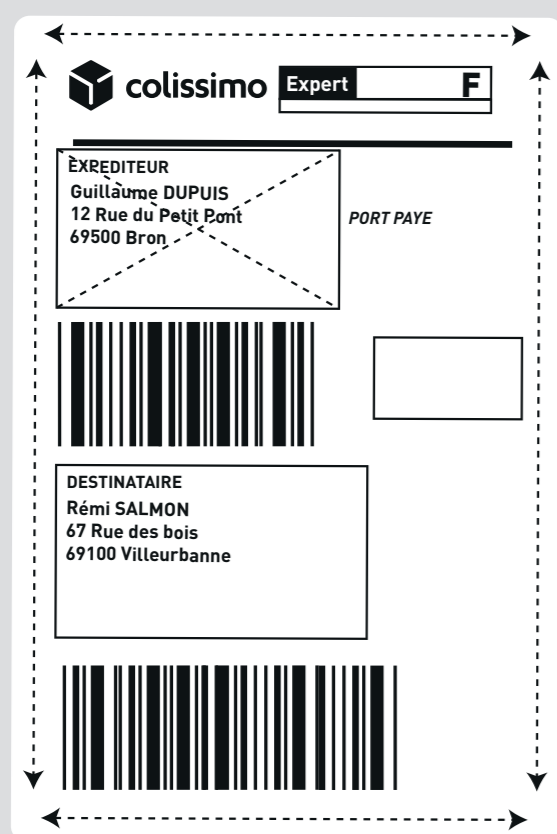 colissimo Expert F
EXPEDITEUR
Guillaume DUPUIS
12 Rue du Petit Pont
69500 Bron
PORT PAYE
DESTINATAIRE
Rémi SALMON
67 Rue des bois
69100 Villeurbanne